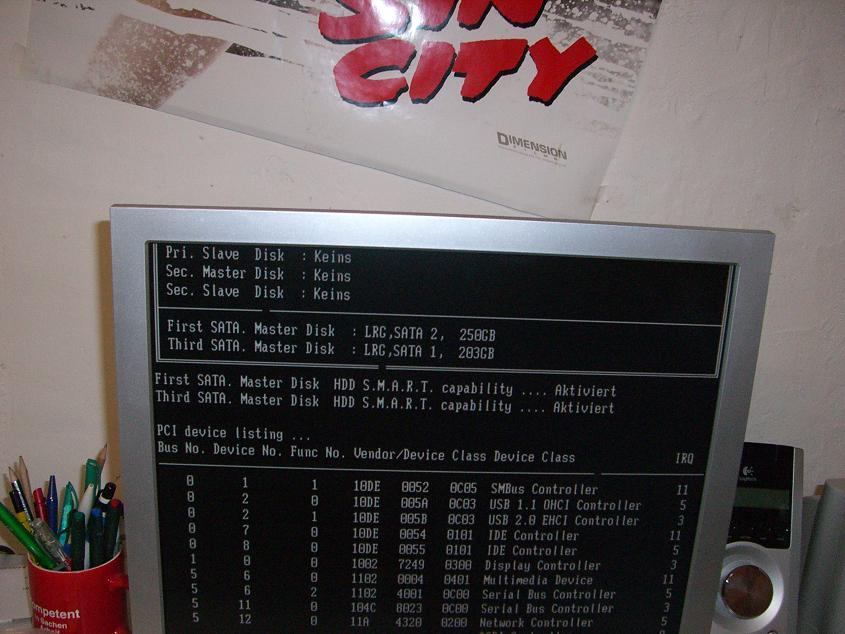 SIN
CITY
DIMENSION
Pri. Slave Disk : Keins
Sec. Master Disk : Keins
Sec. Slave Disk : Keins
First SATA. Master Disk : LRG,SATA 2, 250GB
Third SATA. Master Disk : LRG,SATA 1, 203GB
First SATA. Master Disk HDD S.M.A.R.T. capability .... Aktiviert
Third SATA. Master Disk HDD S.M.A.R.T. capability .... Aktiviert
PCI device listing ...
Bus No. Device No. Func No. Vendor/Device Class Device Class IRQ
0 1 1 10DE 0052 0C05 SMBus Controller 11
0 2 0 10DE 005A 0C03 USB 1.1 OHCI Controller 5
0 2 1 10DE 005B 0C03 USB 2.0 EHCI Controller 3
0 7 0 10DE 0054 0101 IDE Controller 11
0 8 0 10DE 0055 0101 IDE Controller 5
1 0 0 1002 7249 0300 Display Controller 3
5 6 0 1102 0004 0401 Multimedia Device 11
5 6 2 1102 4001 0C00 Serial Bus Controller 5
5 11 0 104C 8023 0C00 Serial Bus Controller 3
5 12 0 11A 4320 0200 Network Controller 5
Logitech
ompetent
in Sachen
Arbeit